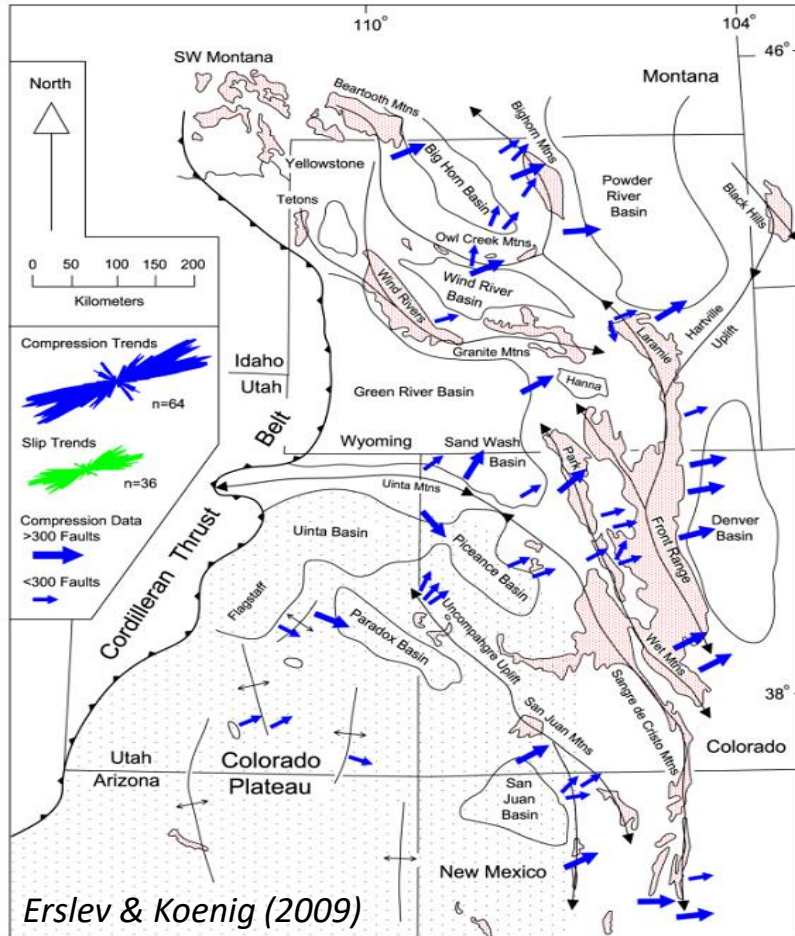 110°
104°
46°
SW Montana
North
Montana
Beartooth Mtns
Bighorn Mtns
Yellowstone
Big Horn Basin
Powder
River
Basin
Black Hills
Tetons
Owl Creek Mtns
0 50 100 200
Kilometers
Wind Rivers
Wind River
Basin
Hartville
Uplift
Laramie
Compression Trends
n=64
Granite Mtns
Idaho
Utah
Hanna
Green River Basin
Slip Trends
n=36
Wyoming
Sand Wash
Basin
Park
Uinta Mtns
Compression Data
>300 Faults
<300 Faults
Cordilleran Thrust Belt
Uinta Basin
Piceance Basin
Front Range
Denver
Basin
Flagstaff
Paradox Basin
Uncompahgre Uplift
Wet Mtns
38°
San Juan Mtns
Sangre de Cristo Mtns
Utah
Arizona
Colorado
Plateau
Colorado
San
Juan
Basin
New Mexico
Erslev & Koenig (2009)